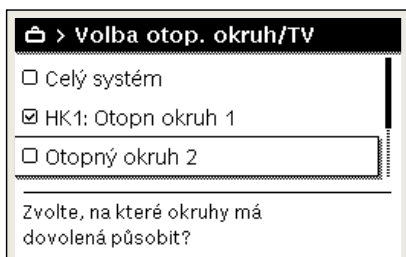 > Volba otop. okruh/TV
Celý systém
HK1: Otopn okruh 1
Otopný okruh 2
Zvolte, na které okruhy má
dovolená působit?